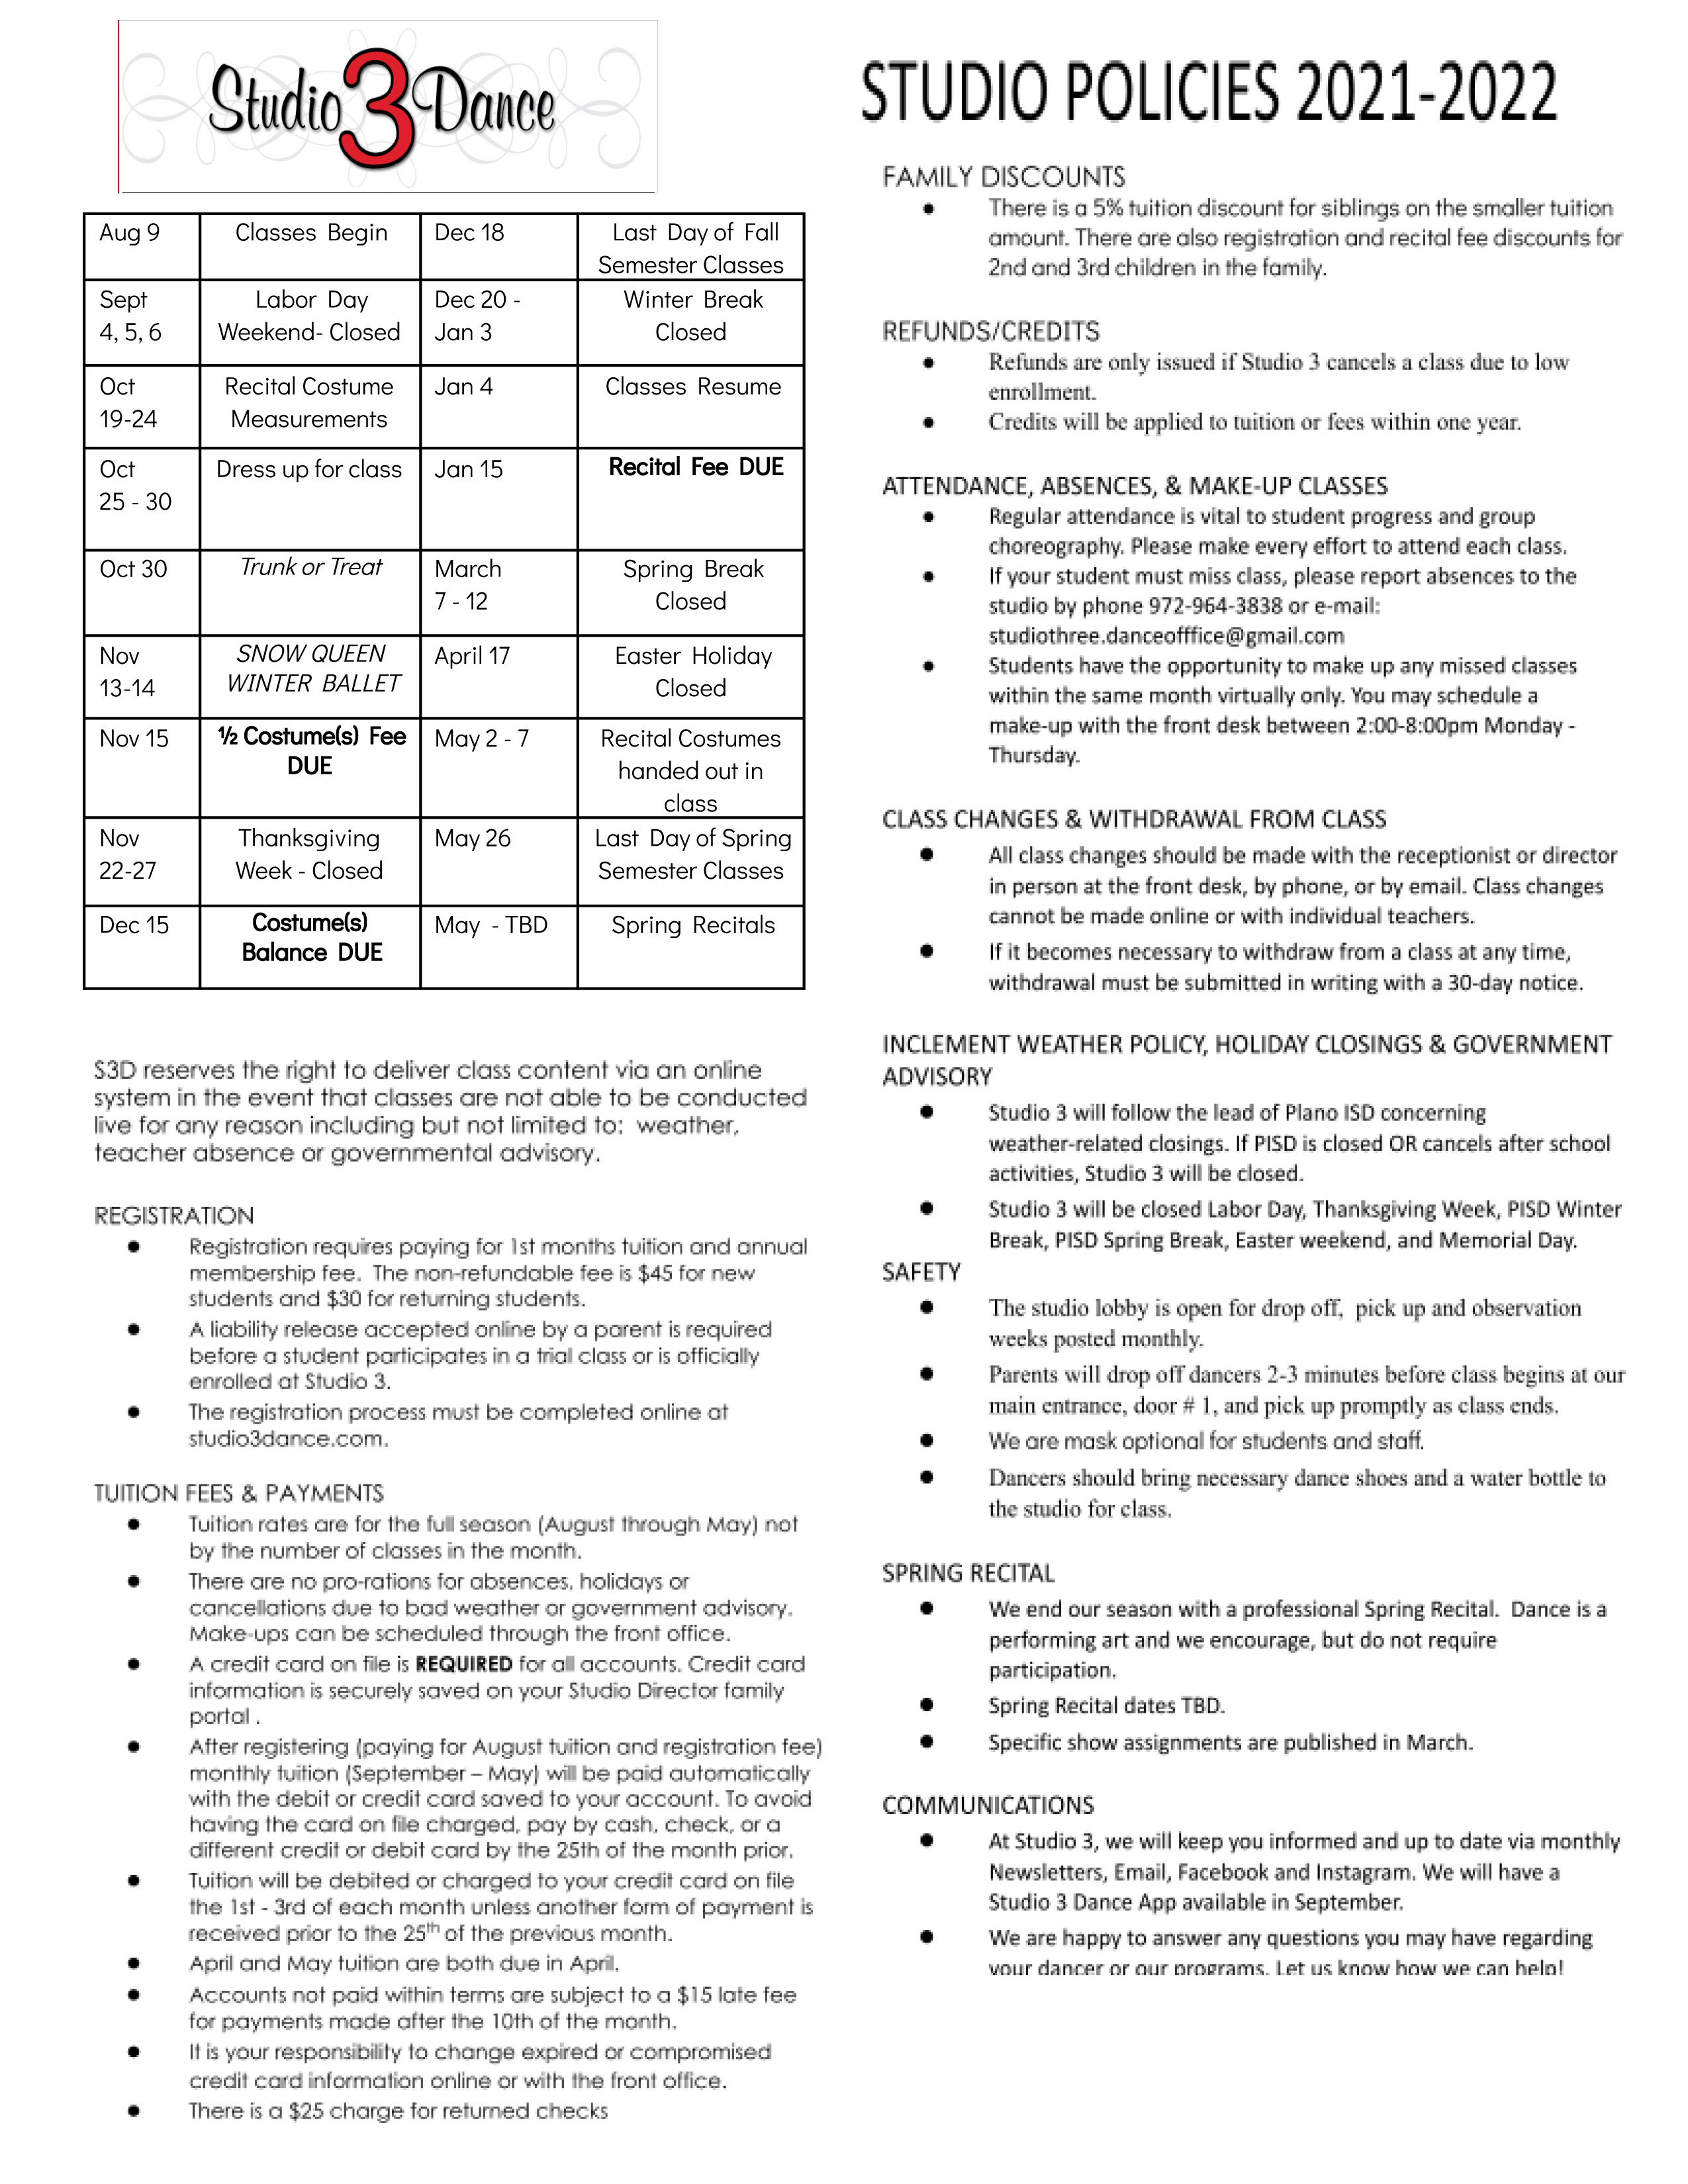 Studio 3 Dance
Aug 9 Classes Begin Dec 18 Last Day of Fall
Semester Classes
Sept Labor Day Dec 20 - Winter Break
4, 5, 6 Weekend- Closed Jan 3 Closed
Oct Recital Costume Jan 4 Classes Resume
19-24 Measurements
Oct Dress up for class Jan 15 Recital Fee DUE
25 - 30
Oct 30 Trunk or Treat March Spring Break
7 - 12 Closed
Nov SNOW QUEEN April 17 Easter Holiday
13-14 WINTER BALLET Closed
Nov 15 ½ Costume(s) Fee May 2 - 7 Recital Costumes
DUE handed out in
class
Nov Thanksgiving May 26 Last Day of Spring
22-27 Week - Closed Semester Classes
Dec 15 Costume(s) May - TBD Spring Recitals
Balance DUE
S3D reserves the right to deliver class content via an online
system in the event that classes are not able to be conducted
live for any reason including but not limited to: weather,
teacher absence or governmental advisory.
REGISTRATION
● Registration requires paying for 1st months tuition and annual
membership fee. The non-refundable fee is $45 for new
students and $30 for returning students.
● A liability release accepted online by a parent is required
before a student participates in a trial class or is officially
enrolled at Studio 3.
● The registration process must be completed online at
studio3dance.com.
TUITION FEES & PAYMENTS
● Tuition rates are for the full season (August through May) not
by the number of classes in the month.
● There are no pro-rations for absences, holidays or
cancellations due to bad weather or government advisory.
Make-ups can be scheduled through the front office.
● A credit card on file is REQUIRED for all accounts. Credit card
information is securely saved on your Studio Director family
portal .
● After registering (paying for August tuition and registration fee)
monthly tuition (September – May) will be paid automatically
with the debit or credit card saved to your account. To avoid
having the card on file charged, pay by cash, check, or a
different credit or debit card by the 25th of the month prior.
● Tuition will be debited or charged to your credit card on file
the 1st - 3rd of each month unless another form of payment is
received prior to the 25th of the previous month.
● April and May tuition are both due in April.
● Accounts not paid within terms are subject to a $15 late fee
for payments made after the 10th of the month.
● It is your responsibility to change expired or compromised
credit card information online or with the front office.
● There is a $25 charge for returned checks
STUDIO POLICIES 2021-2022
FAMILY DISCOUNTS
● There is a 5% tuition discount for siblings on the smaller tuition
amount. There are also registration and recital fee discounts for
2nd and 3rd children in the family.
REFUNDS/CREDITS
● Refunds are only issued if Studio 3 cancels a class due to low
enrollment.
● Credits will be applied to tuition or fees within one year.
ATTENDANCE, ABSENCES, & MAKE-UP CLASSES
● Regular attendance is vital to student progress and group
choreography. Please make every effort to attend each class.
● If your student must miss class, please report absences to the
studio by phone 972-964-3838 or e-mail:
studiothree.danceofffice@gmail.com
● Students have the opportunity to make up any missed classes
within the same month virtually only. You may schedule a
make-up with the front desk between 2:00-8:00pm Monday -
Thursday.
CLASS CHANGES & WITHDRAWAL FROM CLASS
● All class changes should be made with the receptionist or director
in person at the front desk, by phone, or by email. Class changes
cannot be made online or with individual teachers.
● If it becomes necessary to withdraw from a class at any time,
withdrawal must be submitted in writing with a 30-day notice.
INCLEMENT WEATHER POLICY, HOLIDAY CLOSINGS & GOVERNMENT
ADVISORY
● Studio 3 will follow the lead of Plano ISD concerning
weather-related closings. If PISD is closed OR cancels after school
activities, Studio 3 will be closed.
● Studio 3 will be closed Labor Day, Thanksgiving Week, PISD Winter
Break, PISD Spring Break, Easter weekend, and Memorial Day.
SAFETY
● The studio lobby is open for drop off, pick up and observation
weeks posted monthly.
● Parents will drop off dancers 2-3 minutes before class begins at our
main entrance, door # 1, and pick up promptly as class ends.
● We are mask optional for students and staff.
● Dancers should bring necessary dance shoes and a water bottle to
the studio for class.
SPRING RECITAL
● We end our season with a professional Spring Recital. Dance is a
performing art and we encourage, but do not require
participation.
● Spring Recital dates TBD.
● Specific show assignments are published in March.
COMMUNICATIONS
● At Studio 3, we will keep you informed and up to date via monthly
Newsletters, Email, Facebook and Instagram. We will have a
Studio 3 Dance App available in September.
● We are happy to answer any questions you may have regarding
your dancer or our programs. Let us know how we can help!